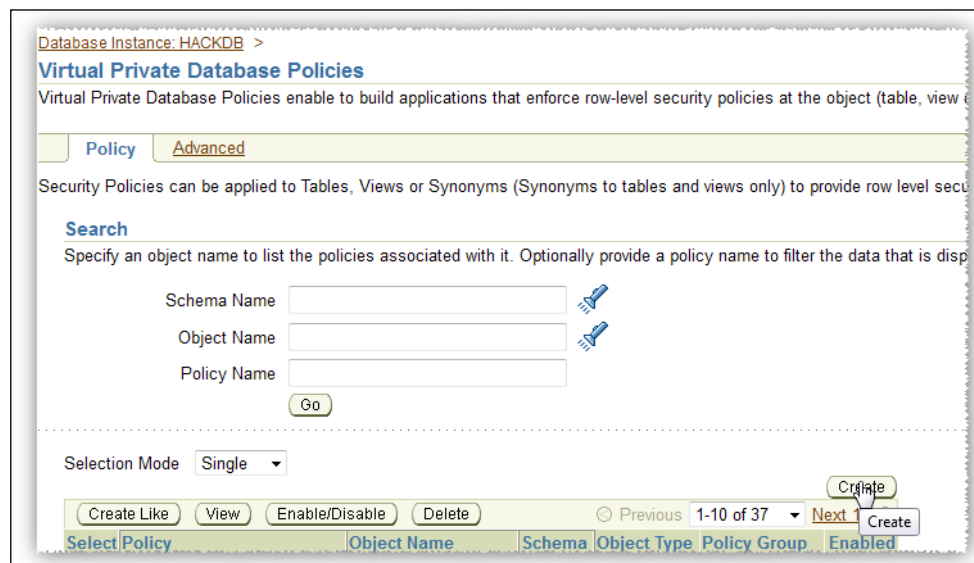 Database Instance: HACKDB >
Virtual Private Database Policies
Virtual Private Database Policies enable to build applications that enforce row-level security policies at the object (table, view
Policy Advanced
Security Policies can be applied to Tables, Views or Synonyms (Synonyms to tables and views only) to provide row level secu
Search
Specify an object name to list the policies associated with it. Optionally provide a policy name to filter the data that is disp
Schema Name
Object Name
Policy Name
Go
Selection Mode Single
Create
Create Like View Enable/Disable Delete Previous 1-10 of 37 Next 1
Create
Select Policy Object Name Schema Object Type Policy Group Enabled